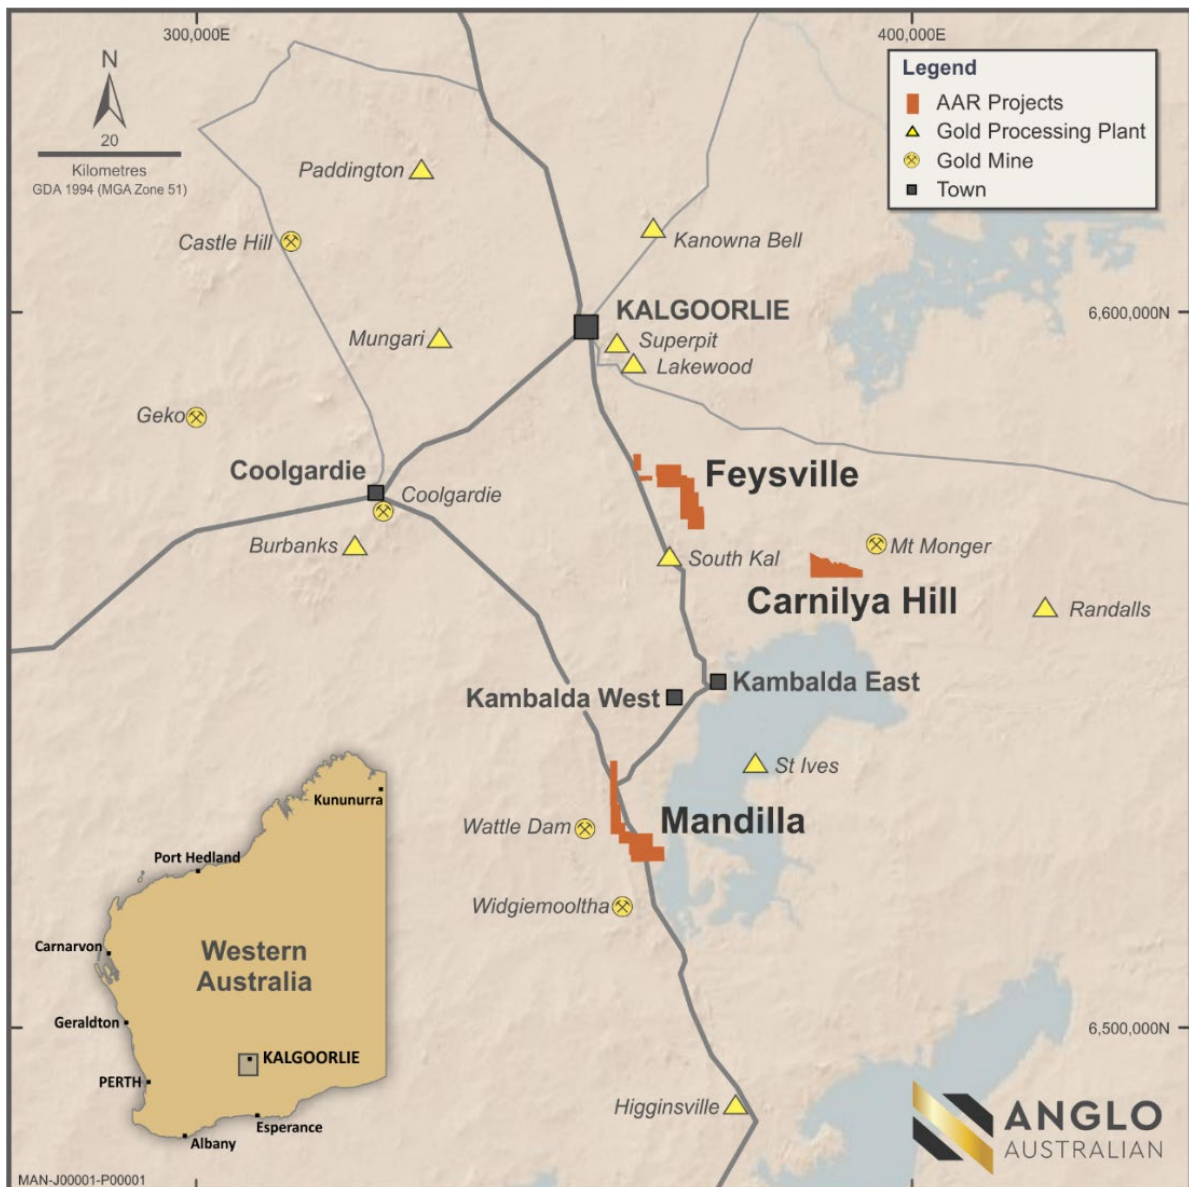 300,000E
400,000E
N
20
Kilometres
GDA 1994 (MGA Zone 51)
Legend
AAR Projects
Gold Processing Plant
Gold Mine
Town
Paddington
Castle Hill
Kanowna Bell
KALGOORLIE
6,600,000N
Mungari
Superpit
Lakewood
Geko
Coolgardie
Coolgardie
Feysville
Burbanks
South Kal
Mt Monger
Carnilya Hill
Randalls
Kambalda West
Kambalda East
St Ives
Wattle Dam
Mandilla
Widgiemooltha
Kununurra
Port Hedland
Carnarvon
Western
Australia
Geraldton
KALGOORLIE
PERTH
Esperance
Albany
6,500,000N
Higginsville
ANGLO
AUSTRALIAN
MAN-J00001-P00001